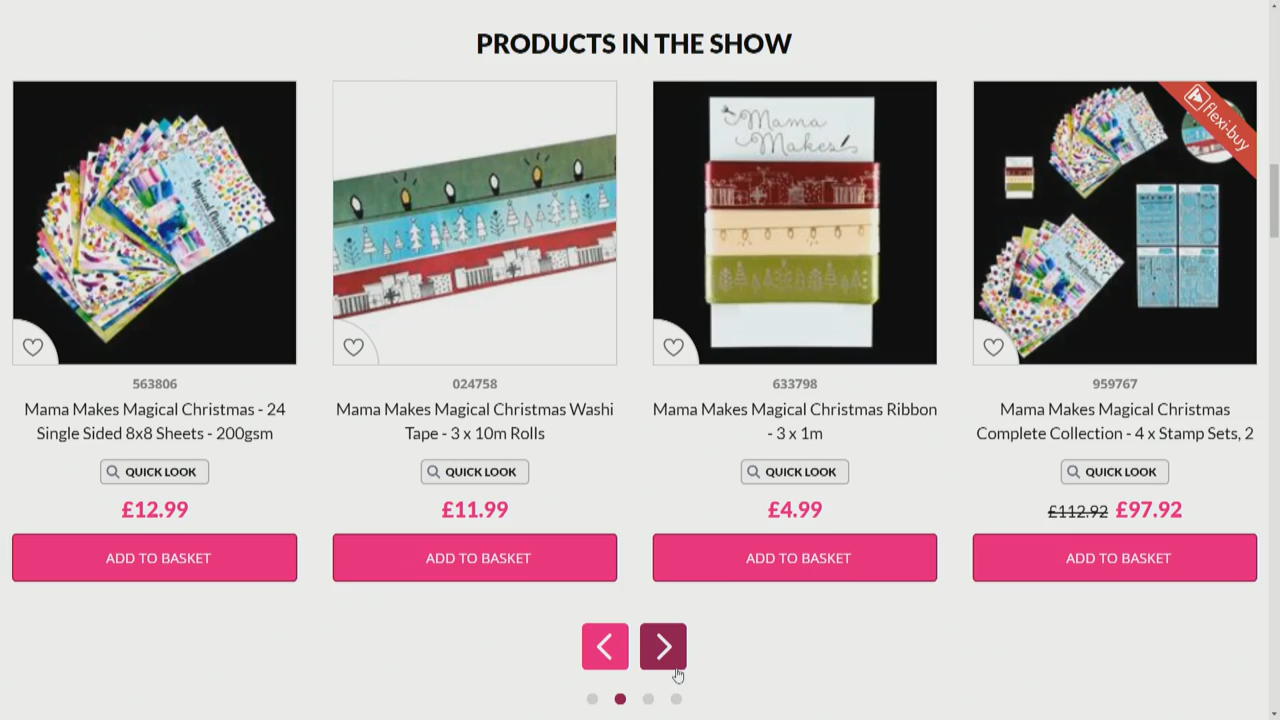 PRODUCTS IN THE SHOW
Magical Christmas
Mama
Makes
flexi-buy
563806
Mama Makes Magical Christmas - 24
Single Sided 8x8 Sheets - 200gsm
QUICK LOOK
£12.99
ADD TO BASKET
024758
Mama Makes Magical Christmas Washi
Tape - 3 x 10m Rolls
QUICK LOOK
£11.99
ADD TO BASKET
633798
Mama Makes Magical Christmas Ribbon
- 3 x 1m
QUICK LOOK
£4.99
ADD TO BASKET
959767
Mama Makes Magical Christmas
Complete Collection - 4 x Stamp Sets, 2
QUICK LOOK
£112.92 £97.92
ADD TO BASKET